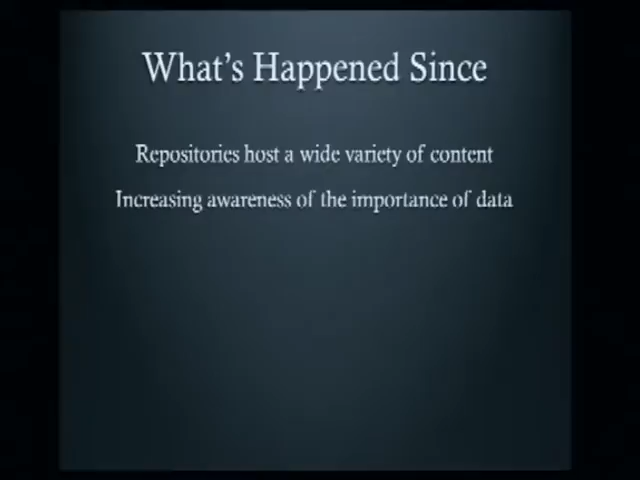 What's Happened Since
Repositories host a wide variety of content
Increasing awareness of the importance of data